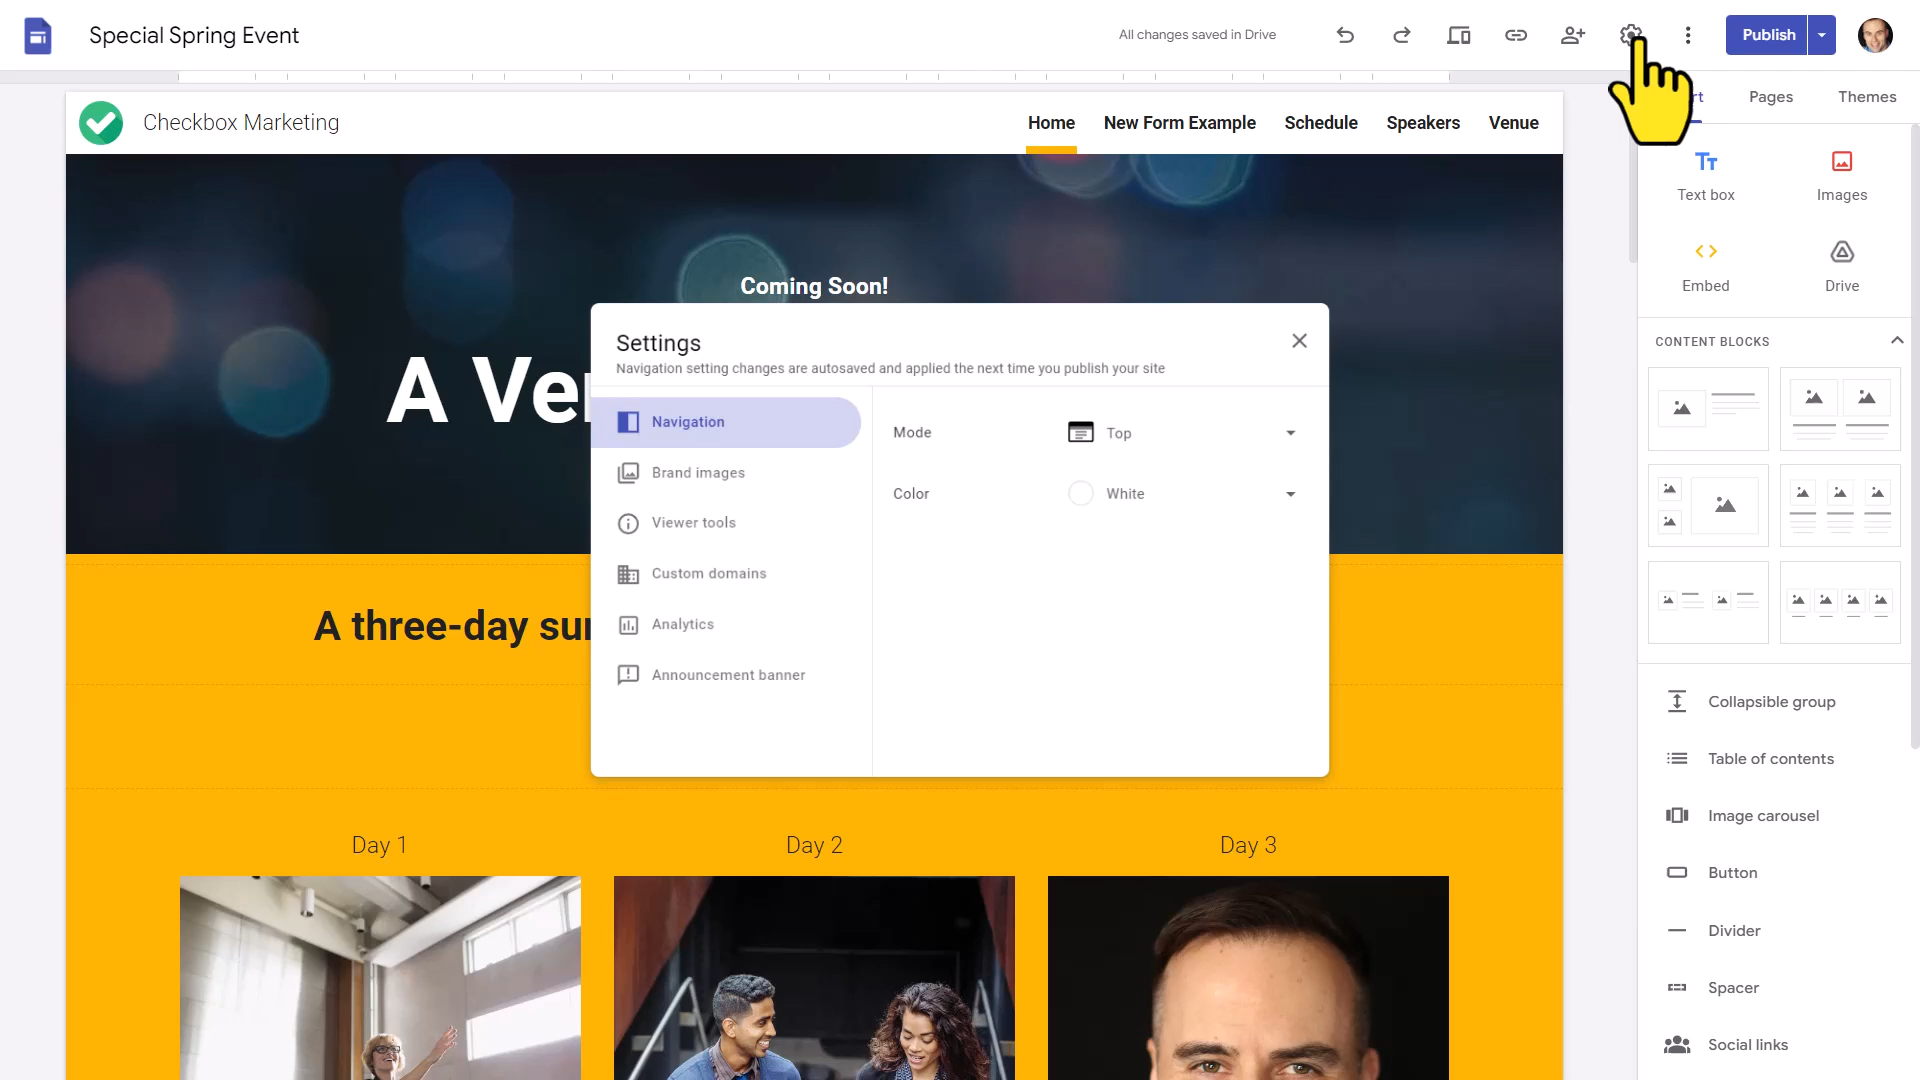 Special Spring Event
All changes saved in Drive
Publish
Checkbox Marketing
Home
New Form Example
Schedule
Speakers
Venue
Pages
Themes
Text box
Images
Embed
Drive
Coming Soon!
A Ve
Settings
Navigation setting changes are autosaved and applied the next time you publish your site
Navigation
Brand images
Viewer tools
Custom domains
Analytics
Announcement banner
Mode
Top
Color
White
CONTENT BLOCKS
A three-day su
Collapsible group
Table of contents
Image carousel
Button
Divider
Spacer
Social links
Day 1
Day 2
Day 3